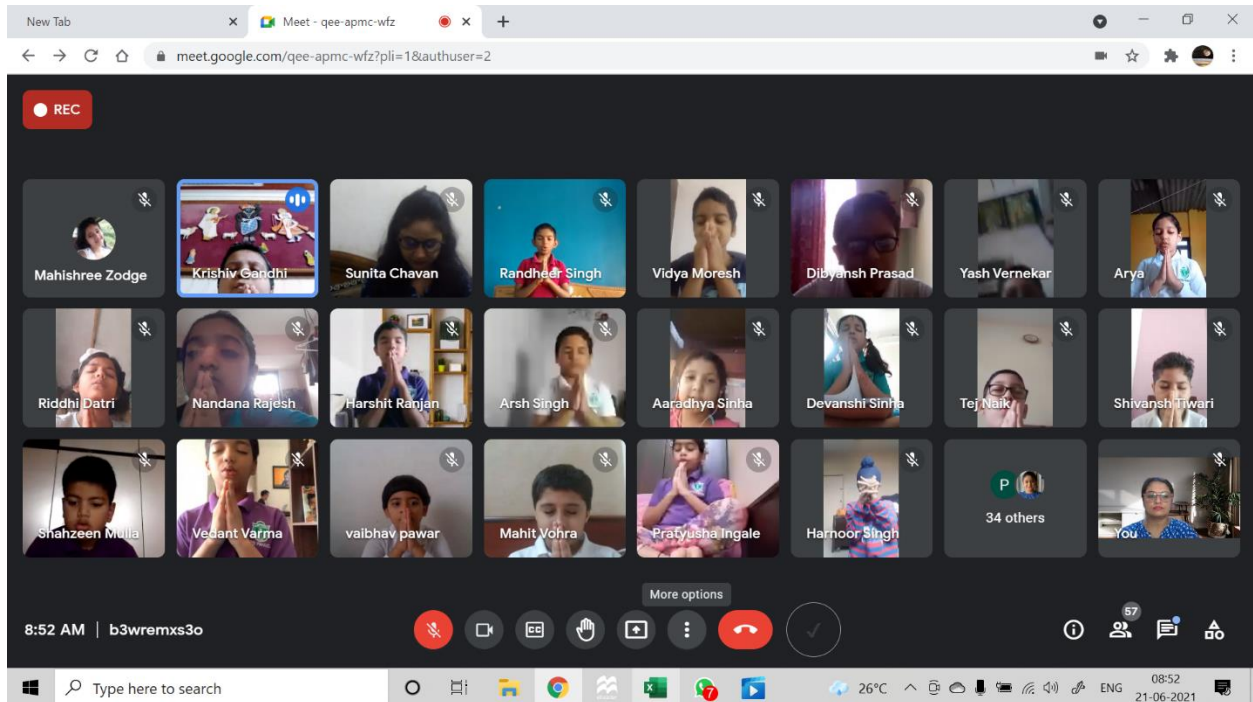 New Tab
Meet - qee-apmc-wfz
meet.google.com/qee-apmc-wfz?pli=1&authuser=2
REC
Mahishree Zodge
Krishiv Gandhi
Sunita Chavan
Randheer Singh
Vidya Moresh
Dibyansh Prasad
Yash Vernekar
Arya
Riddhi Datri
Nandana Rajesh
Harshit Ranjan
Arsh Singh
Aaradhya Sinha
Devanshi Sinha
Tej Naik
Shivansh Tiwari
Shahzeen Mulla
Vedant Varma
vaibhav pawar
Mahit Vohra
Pratyusha Ingale
Harnoor Singh
P
34 others
You
More options
8:52 AM | b3wremxs3o
CC
57
Type here to search
7
26°C
ENG
08:52
21-06-2021